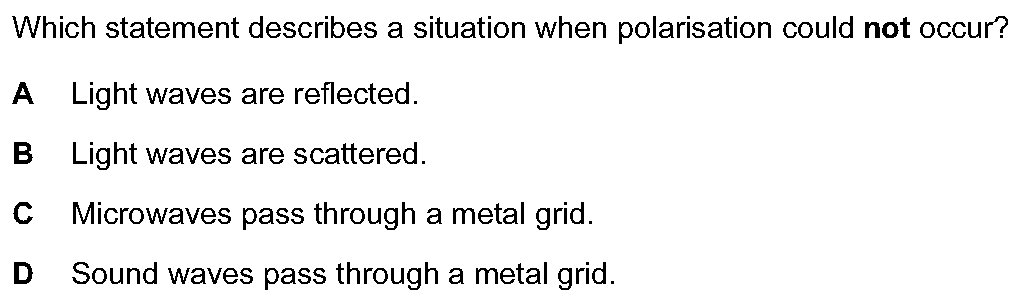 Which statement describes a situation when polarisation could not occur?
A Light waves are reflected.
B Light waves are scattered.
C Microwaves pass through a metal grid.
D Sound waves pass through a metal grid.